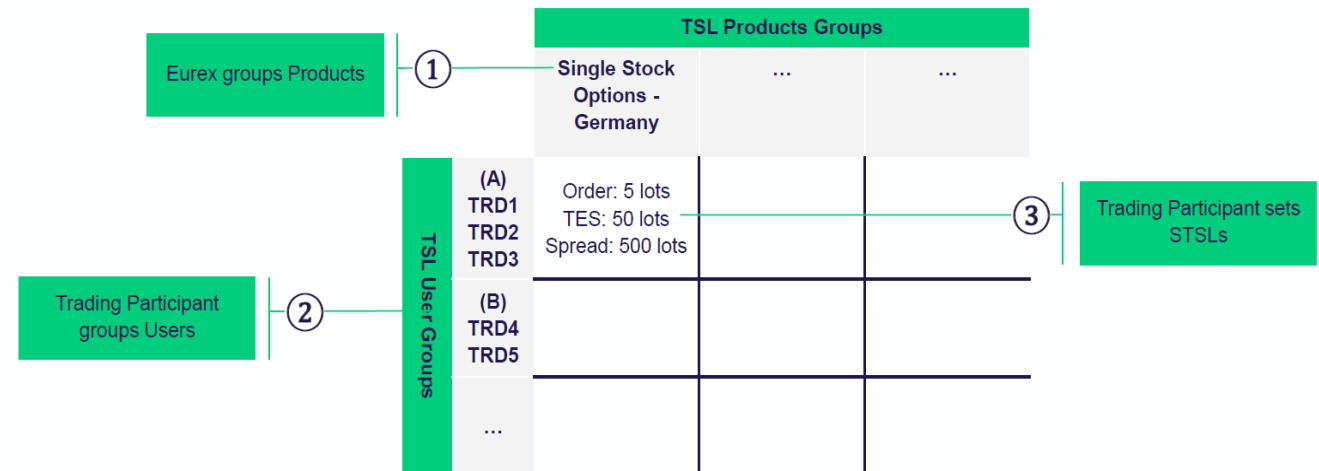 TSL Products Groups
Eurex groups Products
①
Single Stock
Options -
Germany
...
...
TSL User Groups
(A)
TRD1
TRD2
TRD3
Order: 5 lots
TES: 50 lots
Spread: 500 lots
③
Trading Participant sets
STSLs
Trading Participant
groups Users
②
(B)
TRD4
TRD5
...